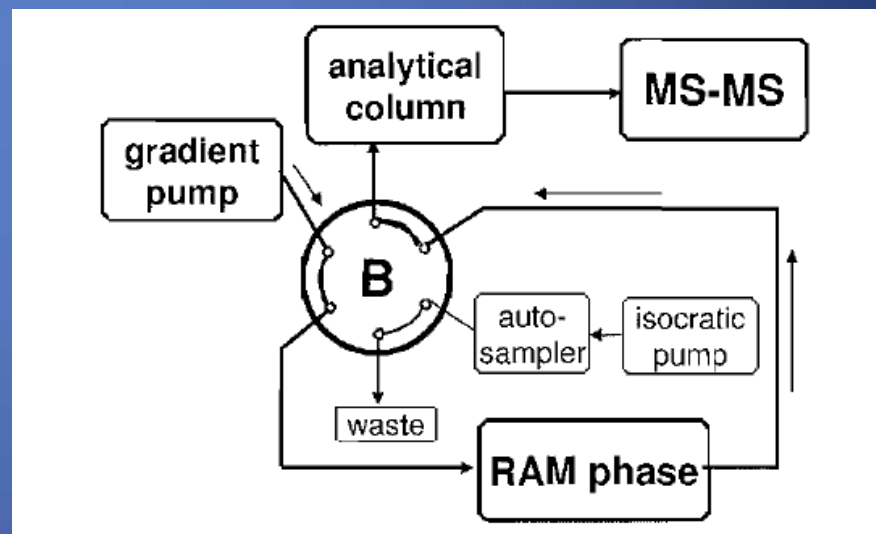 analytical
column
MS-MS
gradient
pump
B
auto-
sampler
isocratic
pump
waste
RAM phase